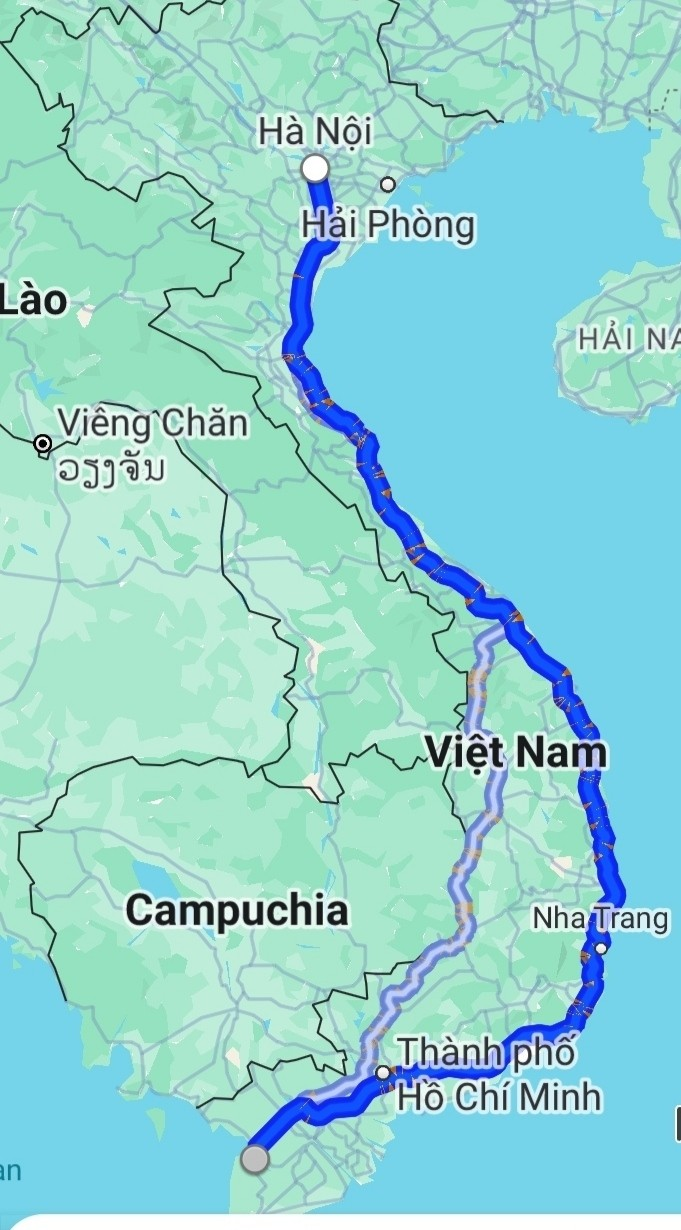 Hà Nội
Hải Phòng
Lào
HẢI NA
Viêng Chăn
ວຽງຈັນ
Việt Nam
Campuchia
Nha Trang
Thành phố
Hồ Chí Minh
an